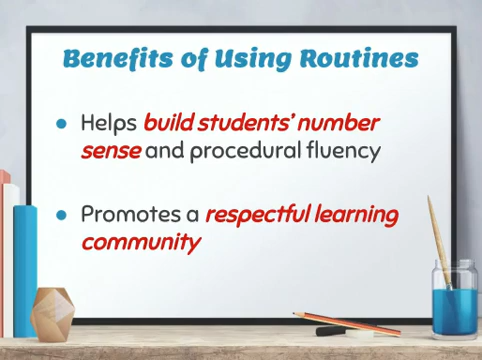 Benefits of Using Routines
• Helps build students' number
sense and procedural fluency
• Promotes a respectful learning
community